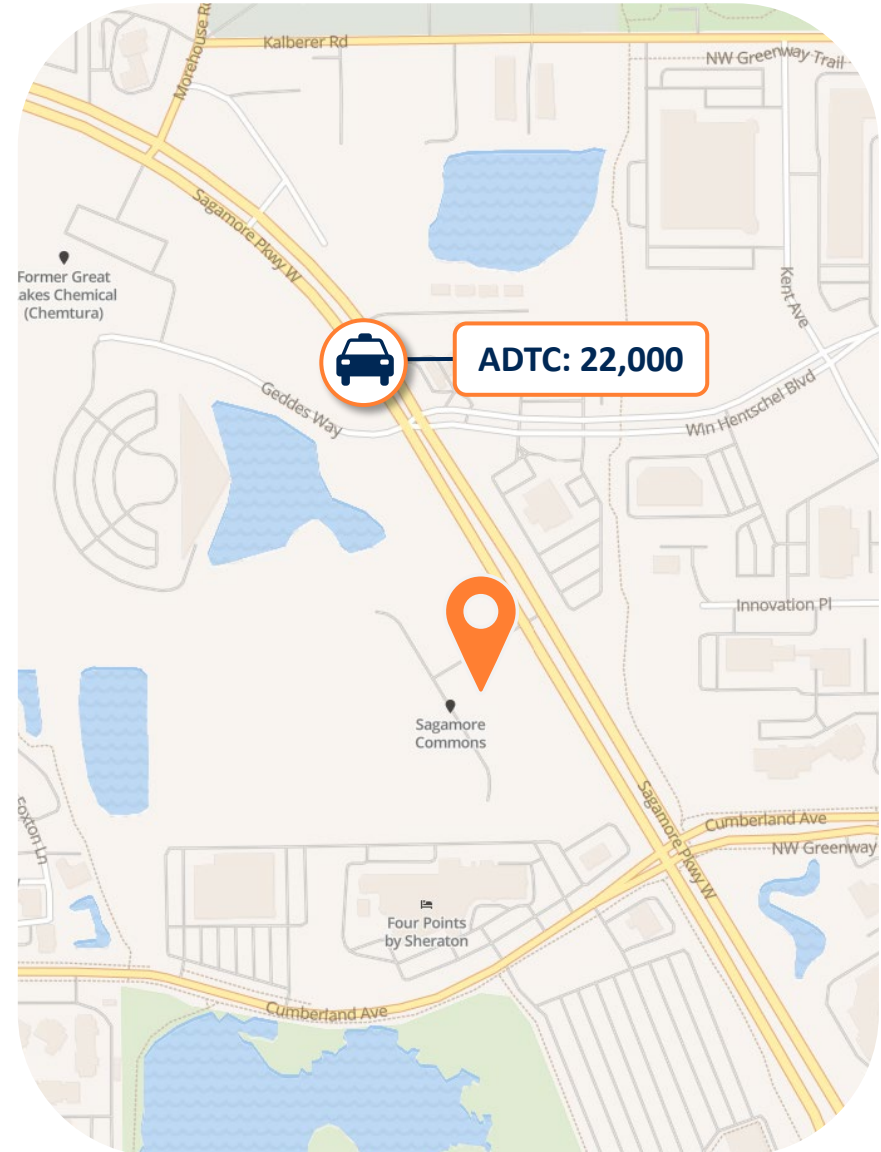 Morehouse
Kalberer Rd
NW Greenway Trail
Sagamore Pkwy W
Former Great
akes Chemical
(Chemtura)
Kent Ave
ADTC: 22,000
Geddes Way
Win Hentschel Blvd
Innovation Pl
Sagamore
Commons
Foxton Ln
Sagamore Pkwy W
Cumberland Ave
NW Greenway
Four Points
by Sheraton
Cumberland Ave